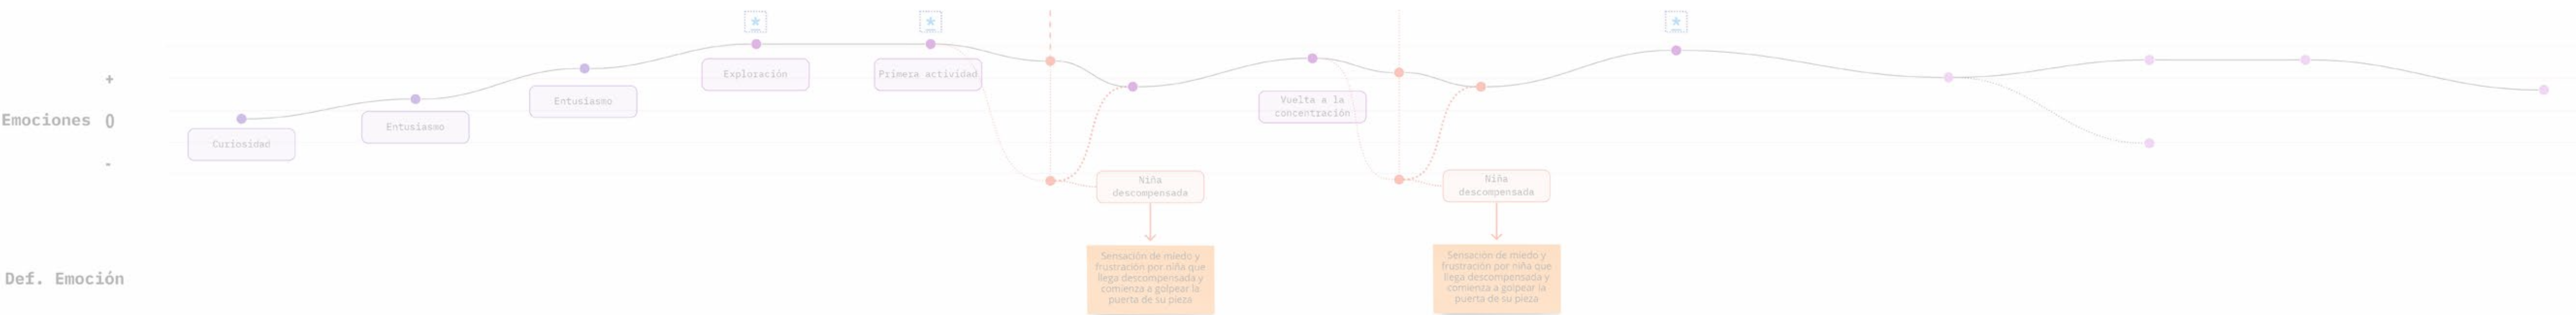 *
*
*
+
Emociones 0
-
Exploración
Primera actividad
Entusiasmo
Vuelta a la
concentración
Entusiasmo
Curiosidad
Niña
descompensada
Niña
descompensada
Def. Emoción
Sensación de miedo y
frustración por niña que
llega descompensada y
comienza a golpear la
puerta de su pieza
Sensación de miedo y
frustración por niña que
llega descompensada y
comienza a golpear la
puerta de su pieza